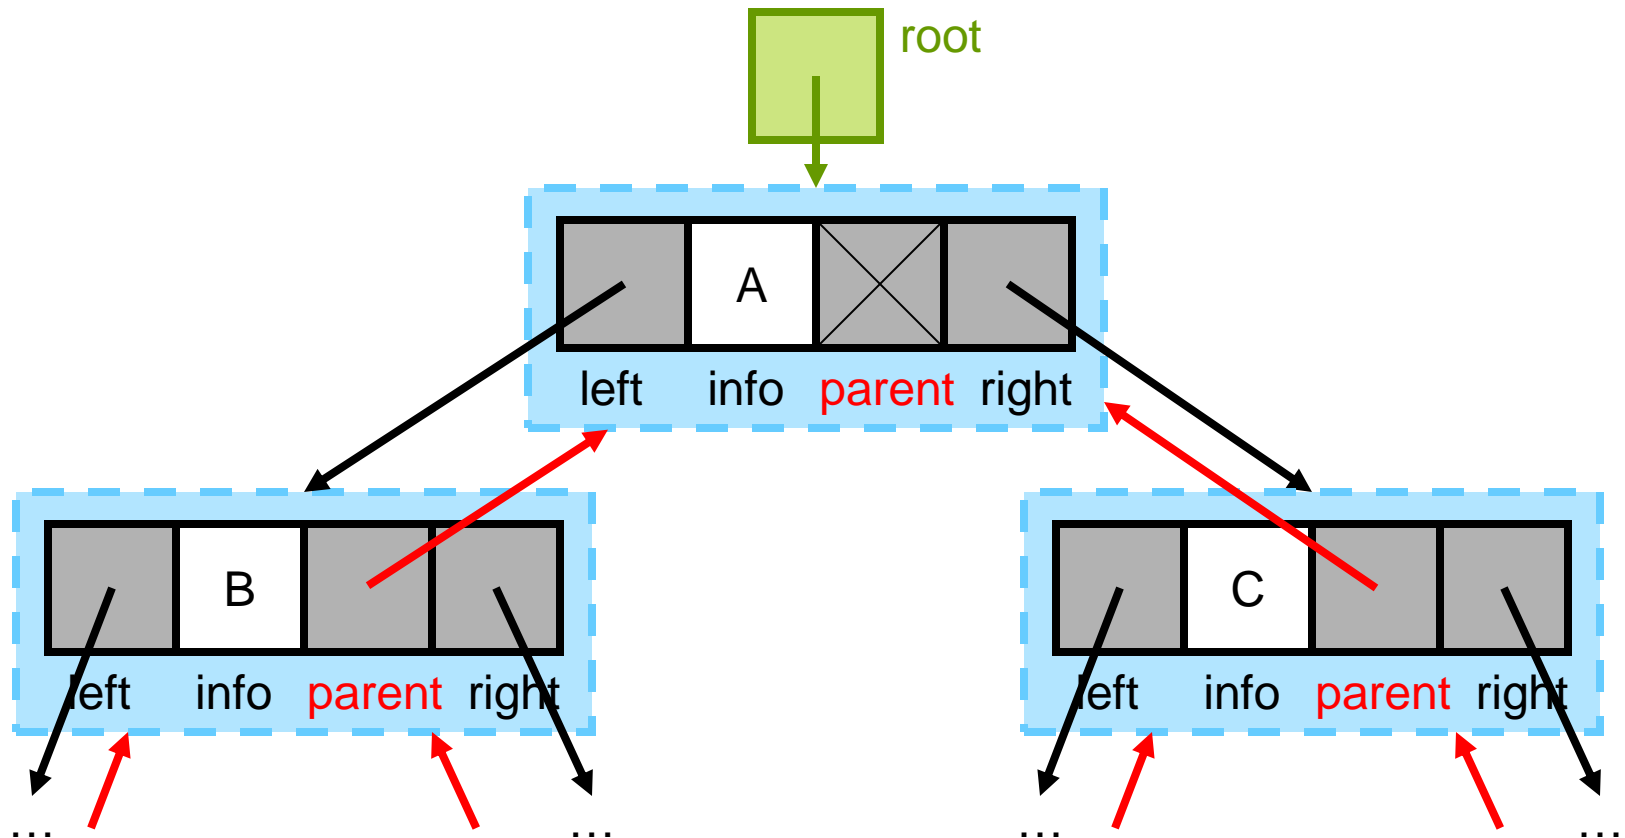 root
A
left info parent right
B
left info parent right
C
left info parent right
... ... ... ...